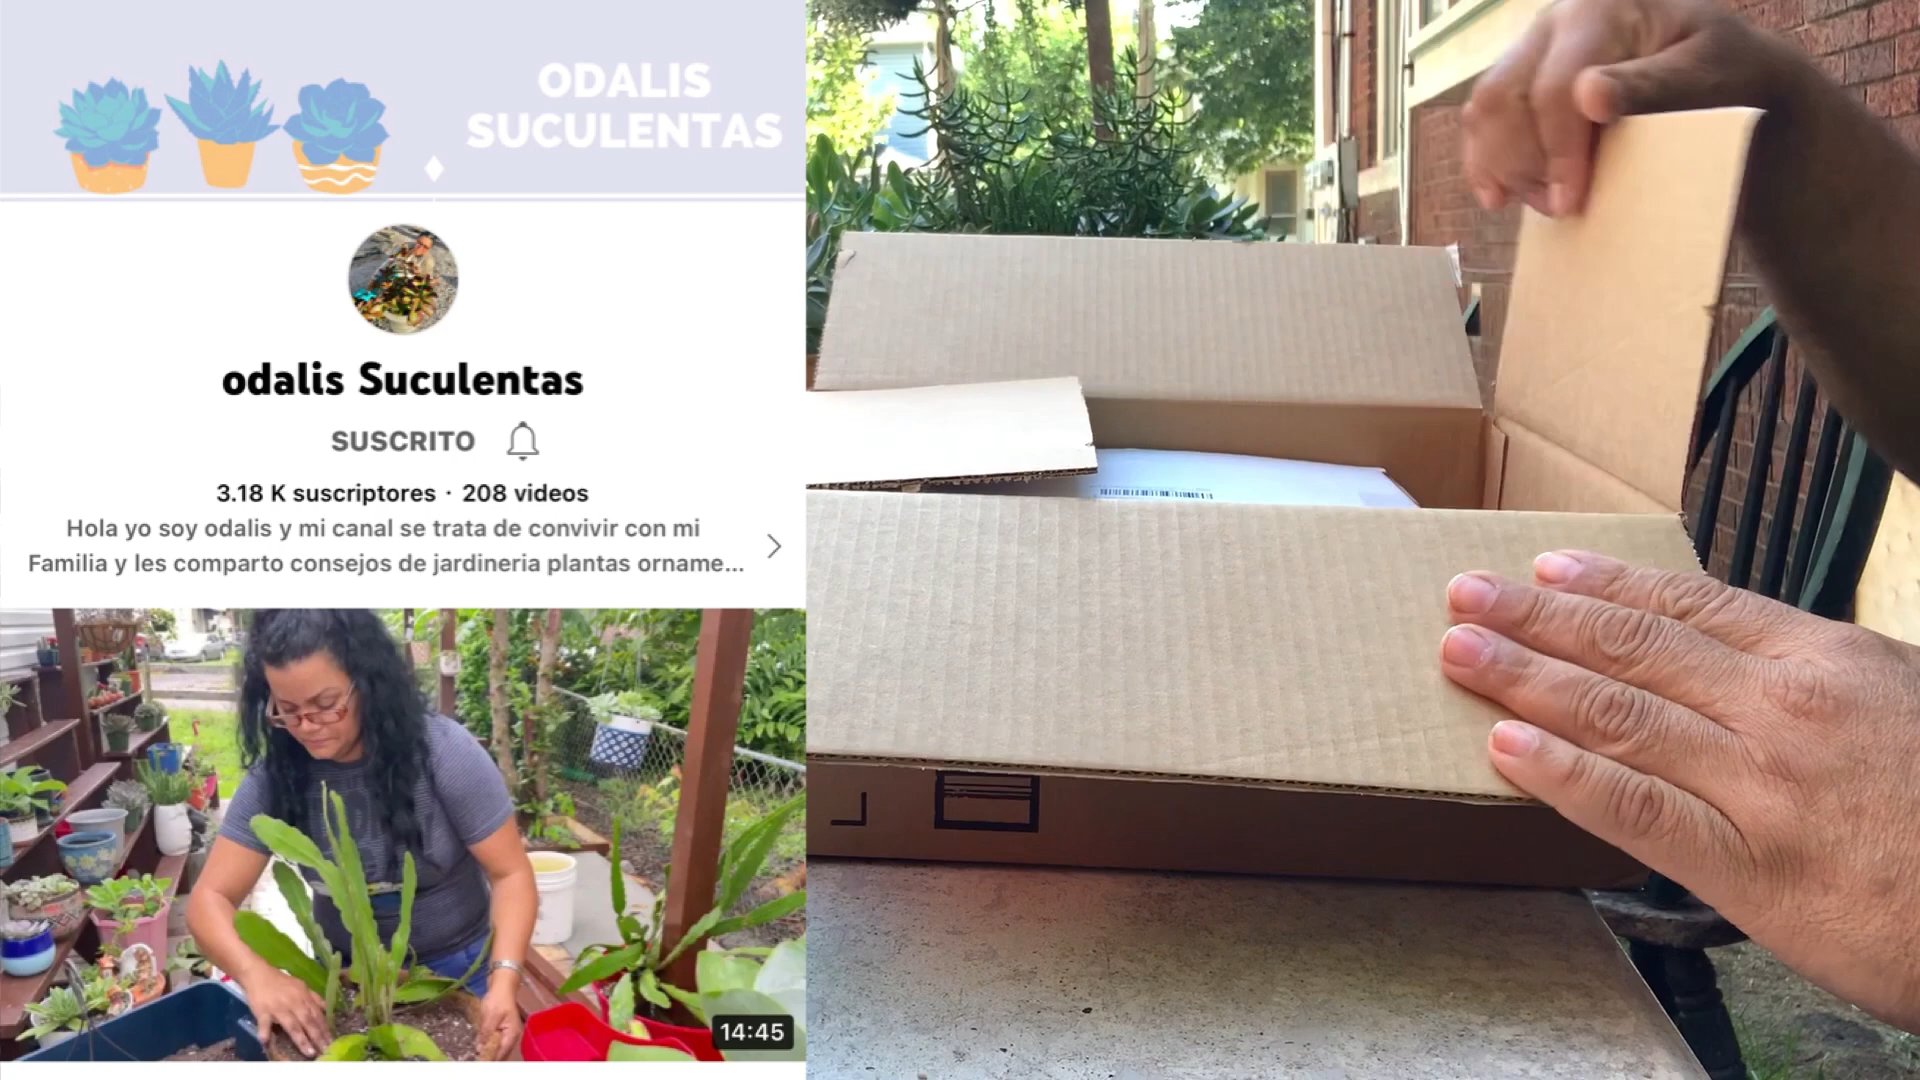 ODALIS
SUCULENTAS
odalis Suculentas
SUSCRITO
3.18 K suscriptores · 208 videos
Hola yo soy odalis y mi canal se trata de convivir con mi
Familia y les comparto consejos de jardineria plantas orname...
14:45